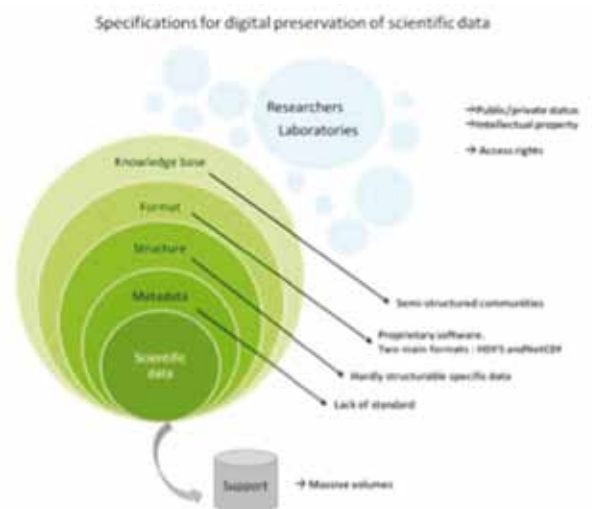 Specifications for digital preservation of scientific data
Researchers
Laboratories
→Public/private status
→Intellectual property
→ Access rights
Knowledge base
Format
Structure
Metadata
Scientific
data
Semi-structured communities
Proprietary software.
Two main formats : HDF5 andNetCDF
Hardly structurable specific data
Lack of standard
Support
→ Massive volumes